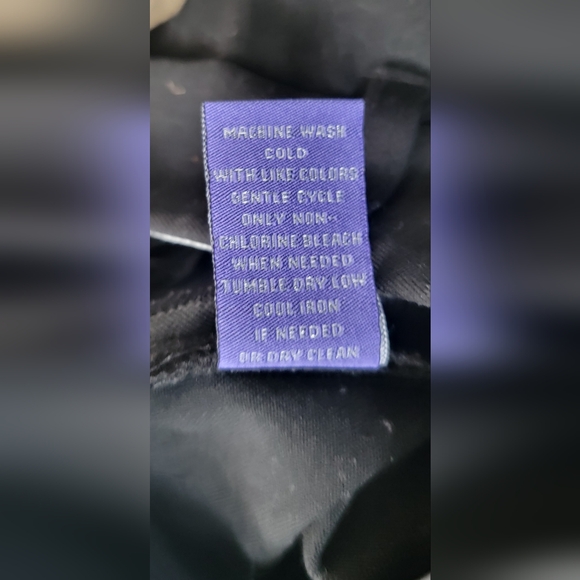 MACHINE WASH
COLD
WITH LIKE COLORS
GENTLE CYCLE
ONLY NON-
CHLORINE BLEACH
WHEN NEEDED
TUMBLE DRY LOW
COOL IRON
IF NEEDED
OR DRY CLEAN